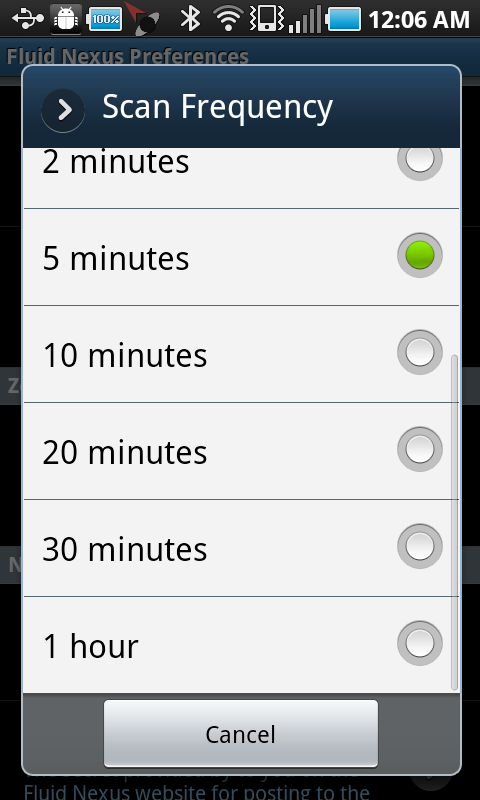 100%
12:06 AM
Fluid Nexus Preferences
Scan Frequency
2 minutes
5 minutes
10 minutes
20 minutes
30 minutes
1 hour
Cancel
Fluid Nexus website for posting to the